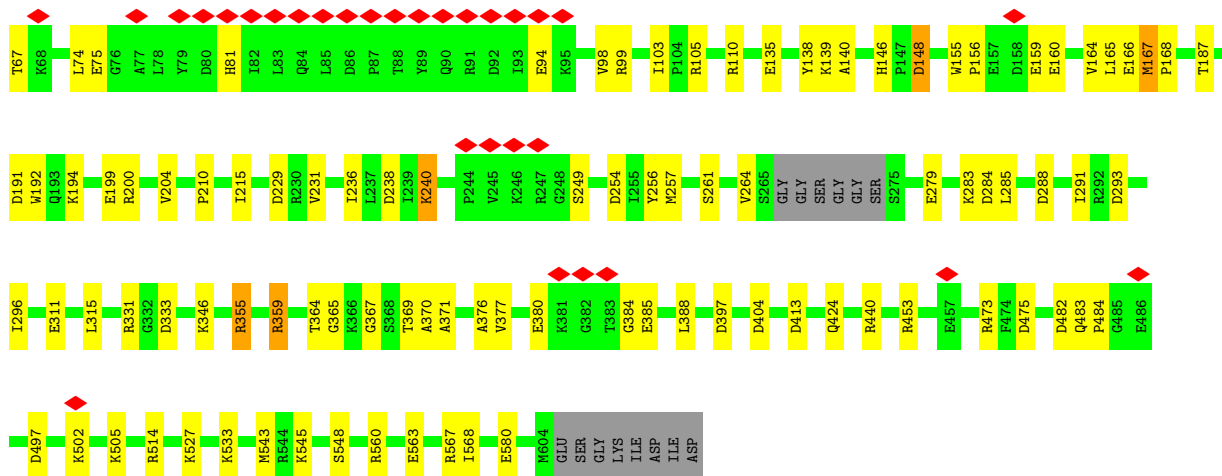 T67 K68 L74 E75 G76 A77 L78 Y79 D80 H81 I82 L83 Q84 L85 D86 P87 T88 Y89 Q90 R91 D92 I93 E94 K95 V98 R99 I103 P104 R105 R110 E135 Y138 K139 A140 H146 P147 D148 W155 P156 E157 D158 E159 E160 V164 L165 E166 M167 P168 T187
D191 W192 Q193 K194 E199 R200 V204 P210 I215 D229 R230 V231 I236 L237 D238 I239 K240 P244 V245 K246 R247 G248 S249 D254 I255 Y256 M257 S261 V264 S265 GLY GLY SER GLY GLY SER S275 E279 K283 D284 L285 D288 I291 R292 D293
I296 E311 L315 R331 G332 D333 K346 R355 R359 T364 G365 K366 G367 S368 T369 A370 A371 A376 V377 E380 K381 G382 T383 G384 E385 L388 D397 D404 D413 Q424 R440 R453 E457 R473 F474 D475 D482 Q483 P484 G485 E486
D497 K502 K505 R514 K527 K533 M543 R544 K545 S548 R560 E563 R567 I568 E580 M604 GLU SER GLY LYS ILE ASP ILE ASP